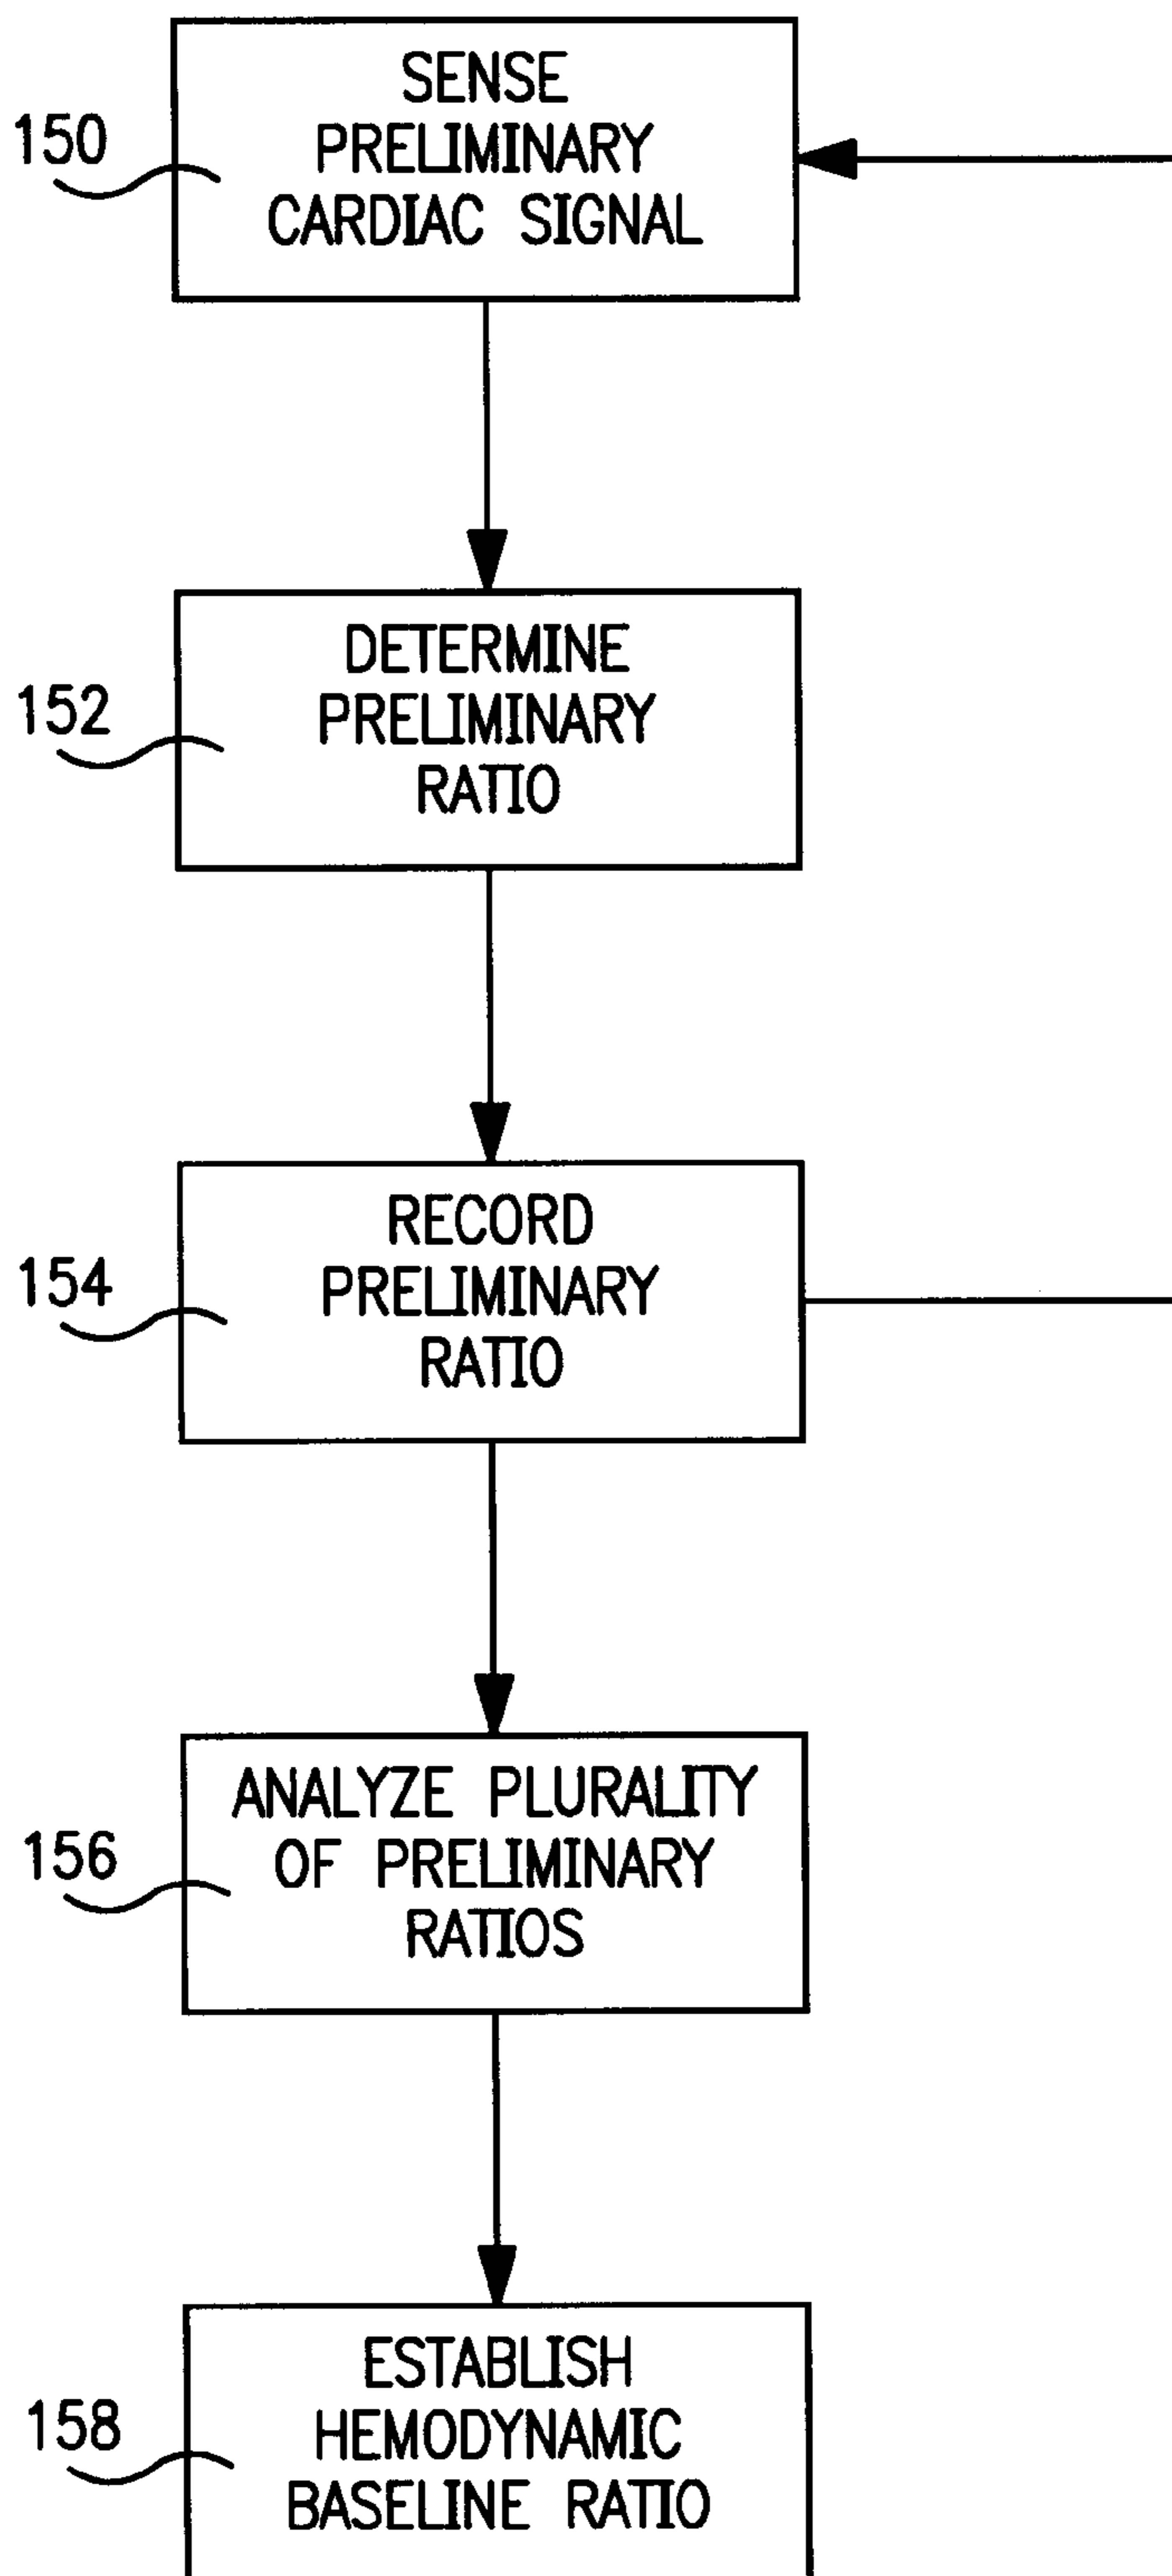 150
SENSE
PRELIMINARY
CARDIAC SIGNAL
152
DETERMINE
PRELIMINARY
RATIO
154
RECORD
PRELIMINARY
RATIO
156
ANALYZE PLURALITY
OF PRELIMINARY
RATIOS
158
ESTABLISH
HEMODYNAMIC
BASELINE RATIO